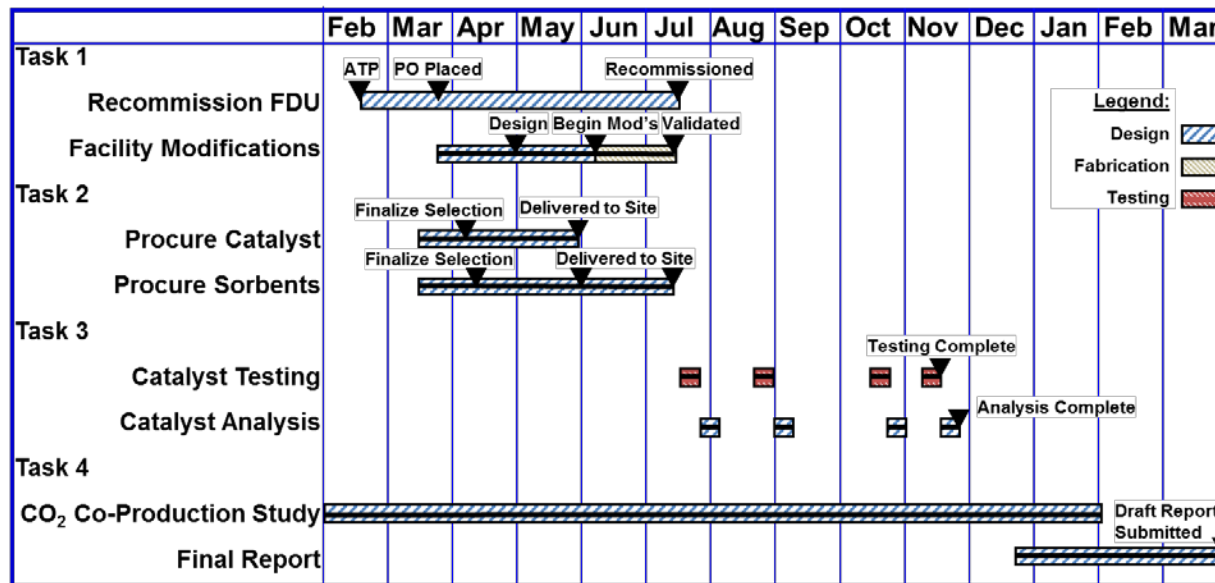 Feb Mar Apr May Jun Jul Aug Sep Oct Nov Dec Jan Feb Mar
Task 1
ATP PO Placed Recommissioned
Recommission FDU
Legend:
Design Begin Mod's Validated
Design
Facility Modifications
Fabrication
Task 2
Testing
Finalize Selection Delivered to Site
Procure Catalyst
Finalize Selection Delivered to Site
Procure Sorbents
Task 3
Testing Complete
Catalyst Testing
Analysis Complete
Catalyst Analysis
Task 4
CO₂ Co-Production Study
Draft Report
Submitted
Final Report